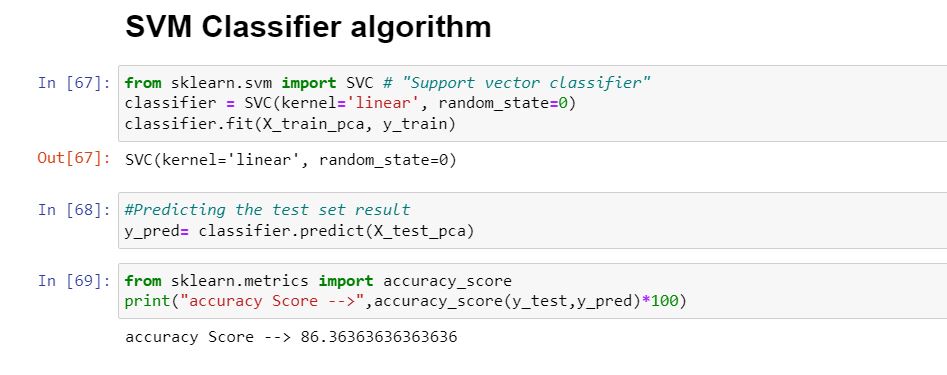 SVM Classifier algorithm
In [67]: from sklearn.svm import SVC # "Support vector classifier"
classifier = SVC(kernel='linear', random_state=0)
classifier.fit(X_train_pca, y_train)
Out[67]: SVC(kernel='linear', random_state=0)
In [68]: #Predicting the test set result
y_pred= classifier.predict(X_test_pca)
In [69]: from sklearn.metrics import accuracy_score
print("accuracy Score -->",accuracy_score(y_test,y_pred)*100)
accuracy Score --> 86.36363636363636